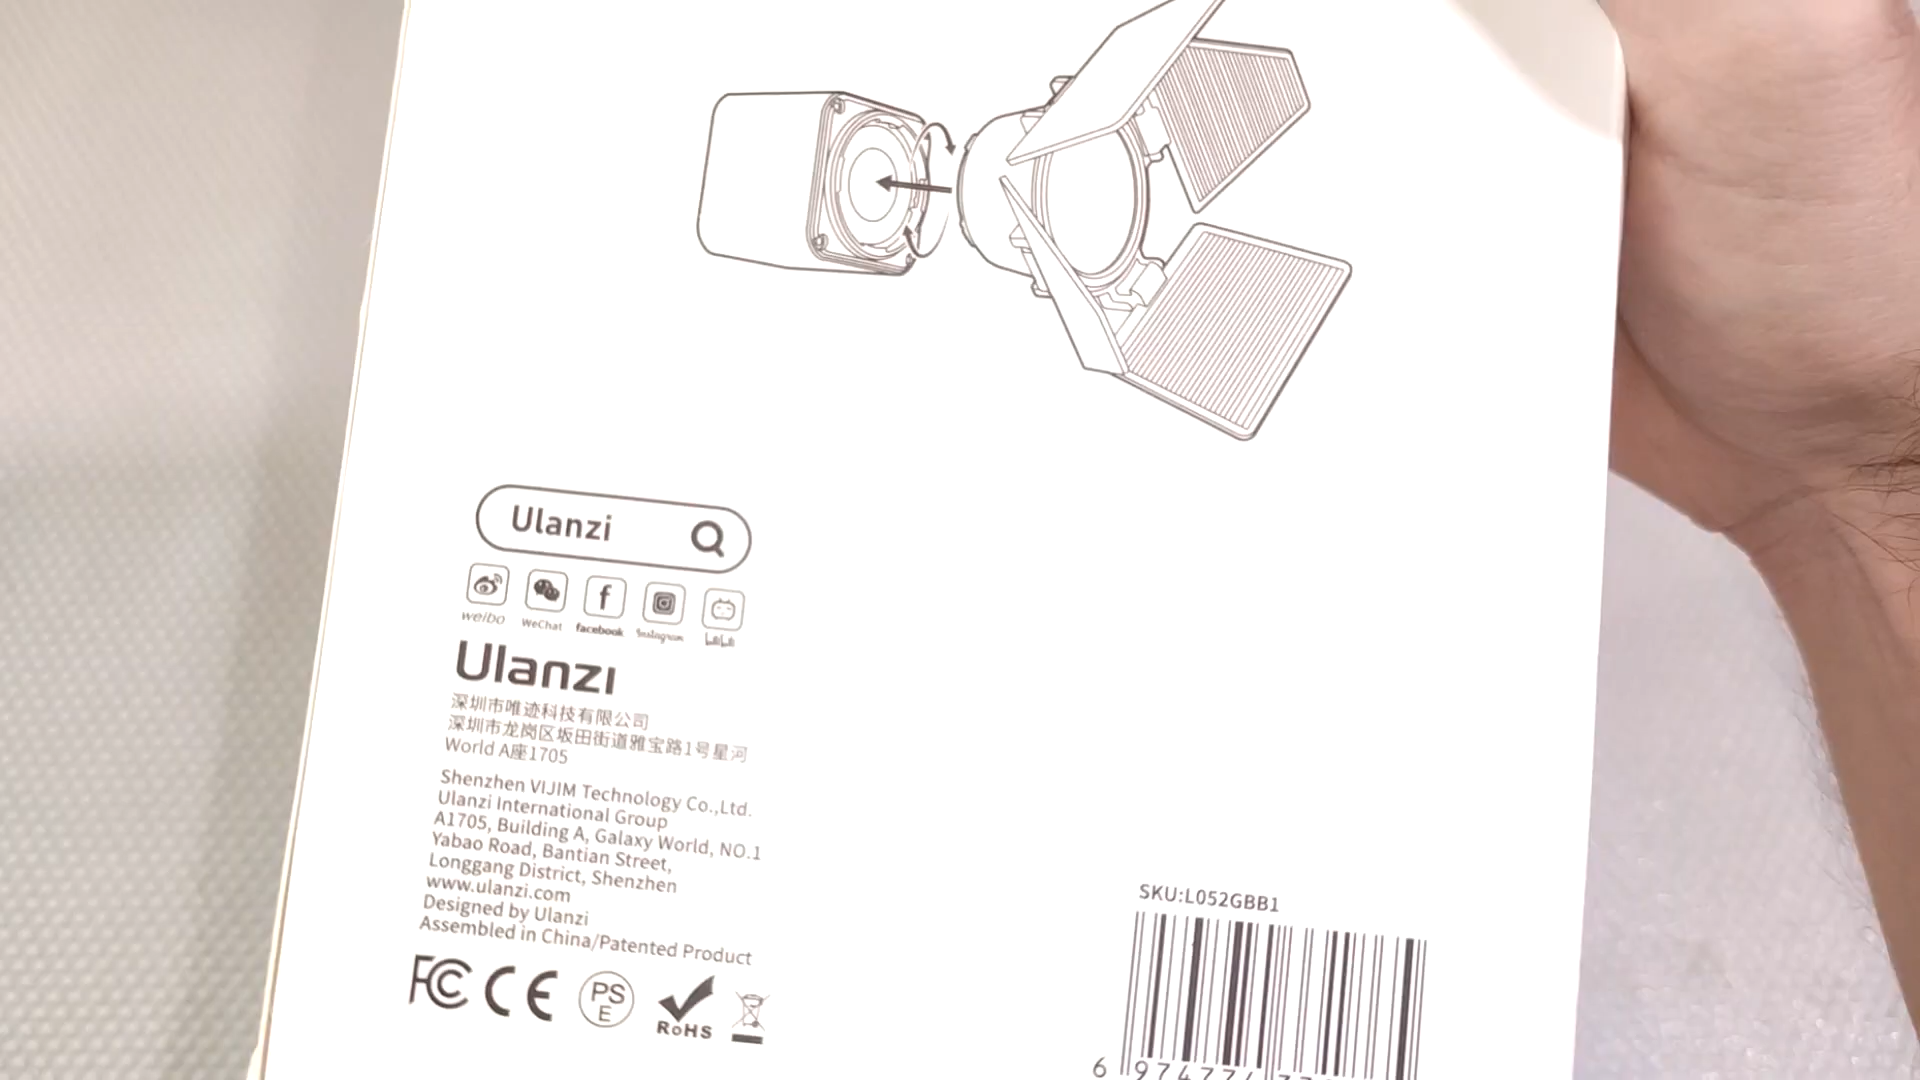 Ulanzi
weibo WeChat facebook Instagram
Ulanzi
深圳市唯迹科技有限公司
深圳市龙岗区坂田街道雅宝路1号星河
World A座1705
Shenzhen VIJIM Technology Co.,Ltd.
Ulanzi International Group
A1705, Building A, Galaxy World, NO.1
Yabao Road, Bantian Street,
Longgang District, Shenzhen
www.ulanzi.com
Designed by Ulanzi
Assembled in China/Patented Product
FC CE PSE RoHS
SKU:L052GBB1